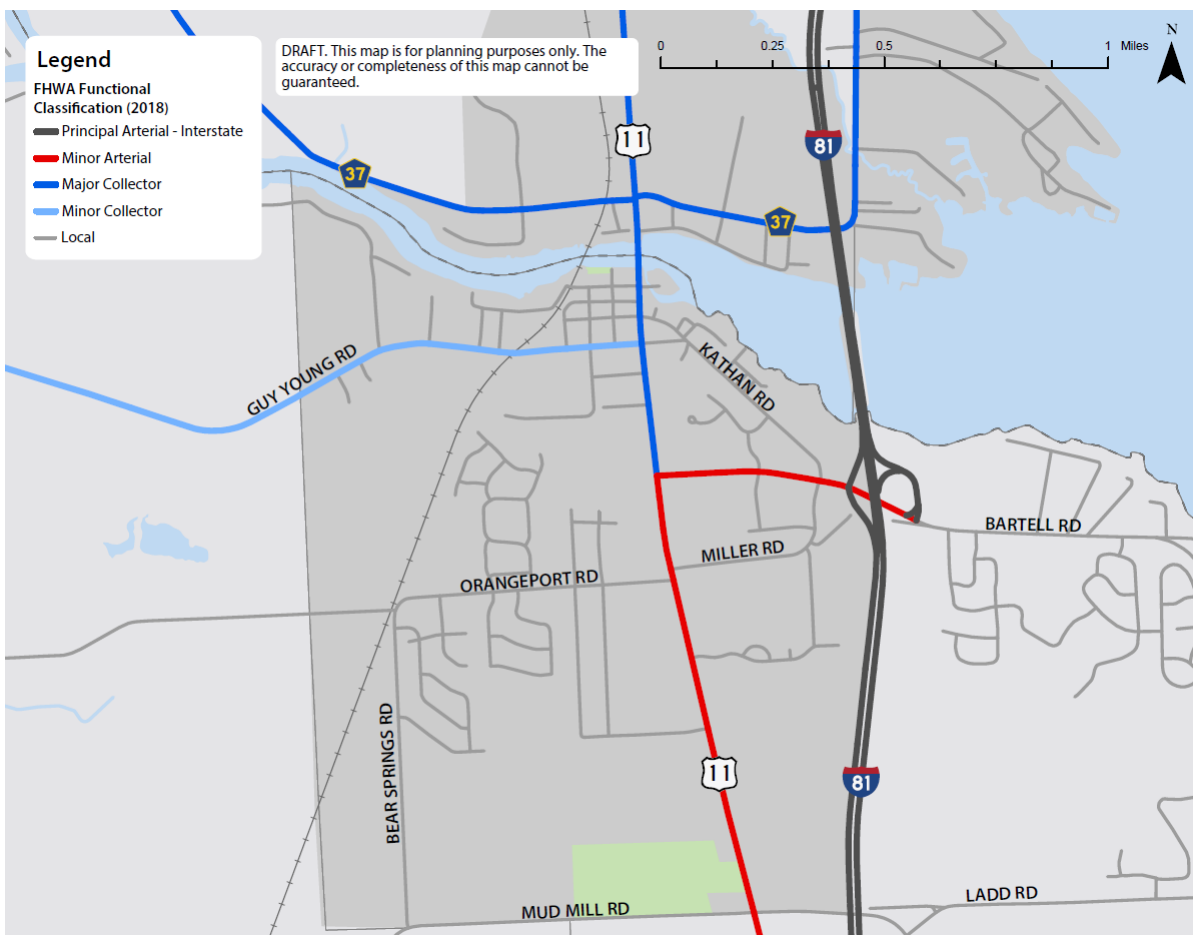 Legend
FHWA Functional
Classification (2018)
Principal Arterial - Interstate
Minor Arterial
Major Collector
Minor Collector
Local
DRAFT. This map is for planning purposes only. The
accuracy or completeness of this map cannot be
guaranteed.
0 0.25 0.5 1 Miles
N
11
81
37
37
GUY YOUNG RD
KATHAN RD
BARTELL RD
MILLER RD
ORANGEPORT RD
BEAR SPRINGS RD
11
81
LADD RD
MUD MILL RD